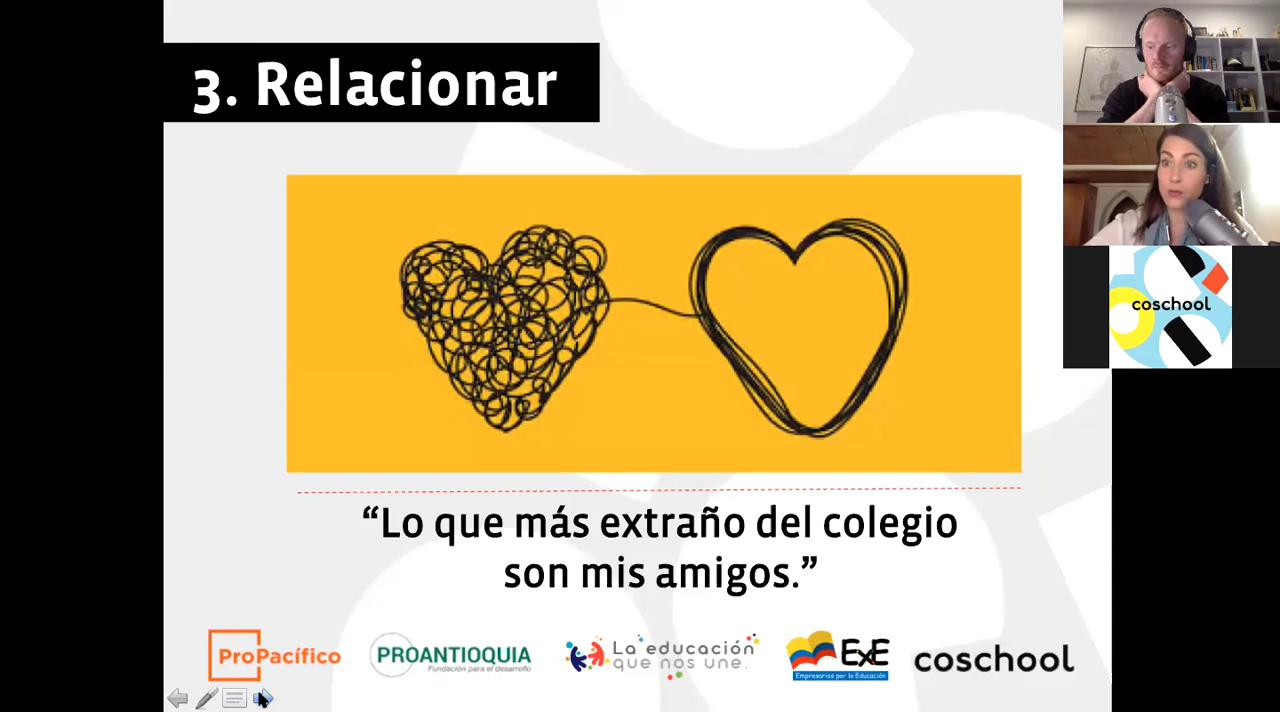 3. Relacionar
“Lo que más extraño del colegio
son mis amigos.”
ProPacífico
PROANTIOQUIA
Fundación para el desarrollo
La educación
que nos une.
ExE
Empresarios por la Educación
coschool
coschool